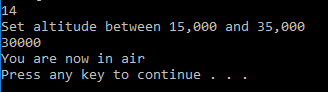 14
Set altitude between 15,000 and 35,000
30000
You are now in air
Press any key to continue . . .